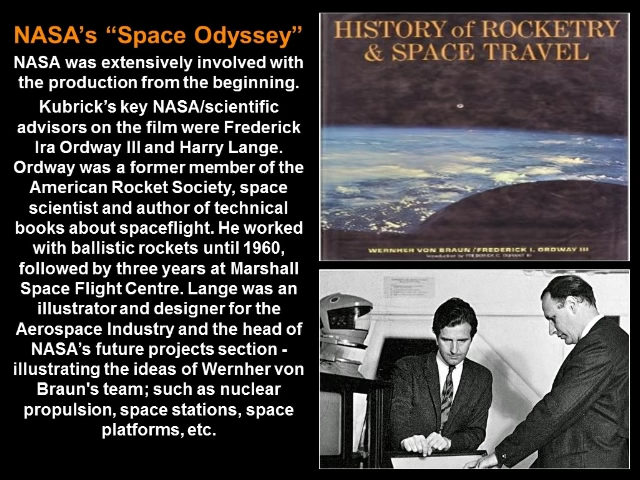 NASA’s “Space Odyssey”
NASA was extensively involved with
the production from the beginning.
Kubrick’s key NASA/scientific
advisors on the film were Frederick
Ira Ordway III and Harry Lange.
Ordway was a former member of the
American Rocket Society, space
scientist and author of technical
books about spaceflight. He worked
with ballistic rockets until 1960,
followed by three years at Marshall
Space Flight Centre. Lange was an
illustrator and designer for the
Aerospace Industry and the head of
NASA’s future projects section -
illustrating the ideas of Wernher von
Braun's team; such as nuclear
propulsion, space stations, space
platforms, etc.
HISTORY of ROCKETRY
& SPACE TRAVEL
WERNHER VON BRAUN / FREDERICK I. ORDWAY III
Introduction by FREDERICK C. DURANT III